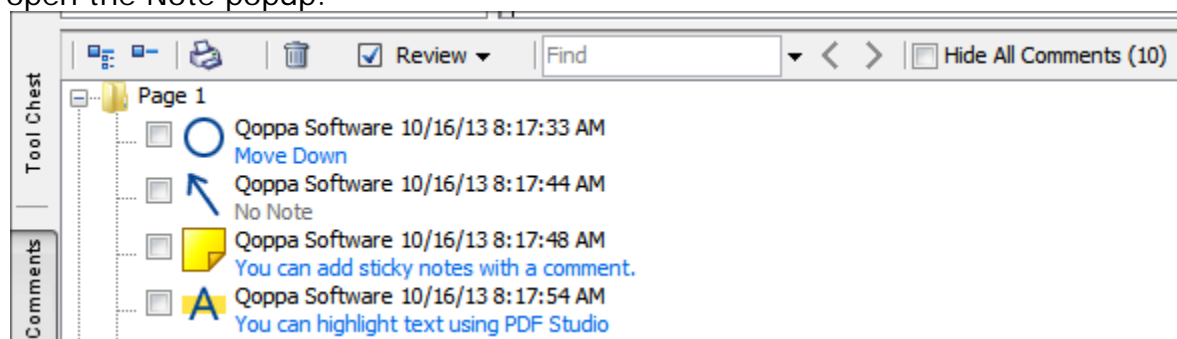 open the Note popup.
Review Find Hide All Comments (10)
Tool Chest
Page 1
Qoppa Software 10/16/13 8:17:33 AM
Move Down
Qoppa Software 10/16/13 8:17:44 AM
No Note
Comments
Qoppa Software 10/16/13 8:17:48 AM
You can add sticky notes with a comment.
A Qoppa Software 10/16/13 8:17:54 AM
You can highlight text using PDF Studio